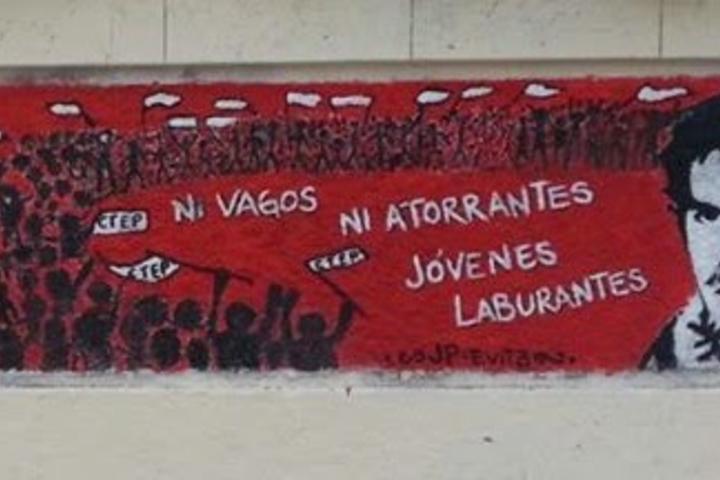 CTEP
NI VAGOS
NI ATORRANTES
CTEP
CTEP
JÓVENES
LABURANTES